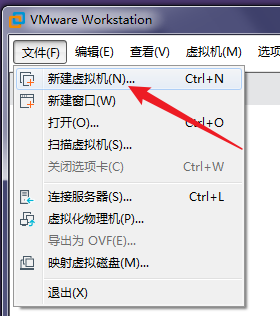 VMware Workstation
文件(F) 编辑(E) 查看(V) 虚拟机(M) 选项
新建虚拟机(N)... Ctrl+N
新建窗口(W)
打开(O)... Ctrl+O
扫描虚拟机(S)...
关闭选项卡(C) Ctrl+W
连接服务器(S)... Ctrl+L
虚拟化物理机(P)...
导出为 OVF(E)...
映射虚拟磁盘(M)...
退出(X)